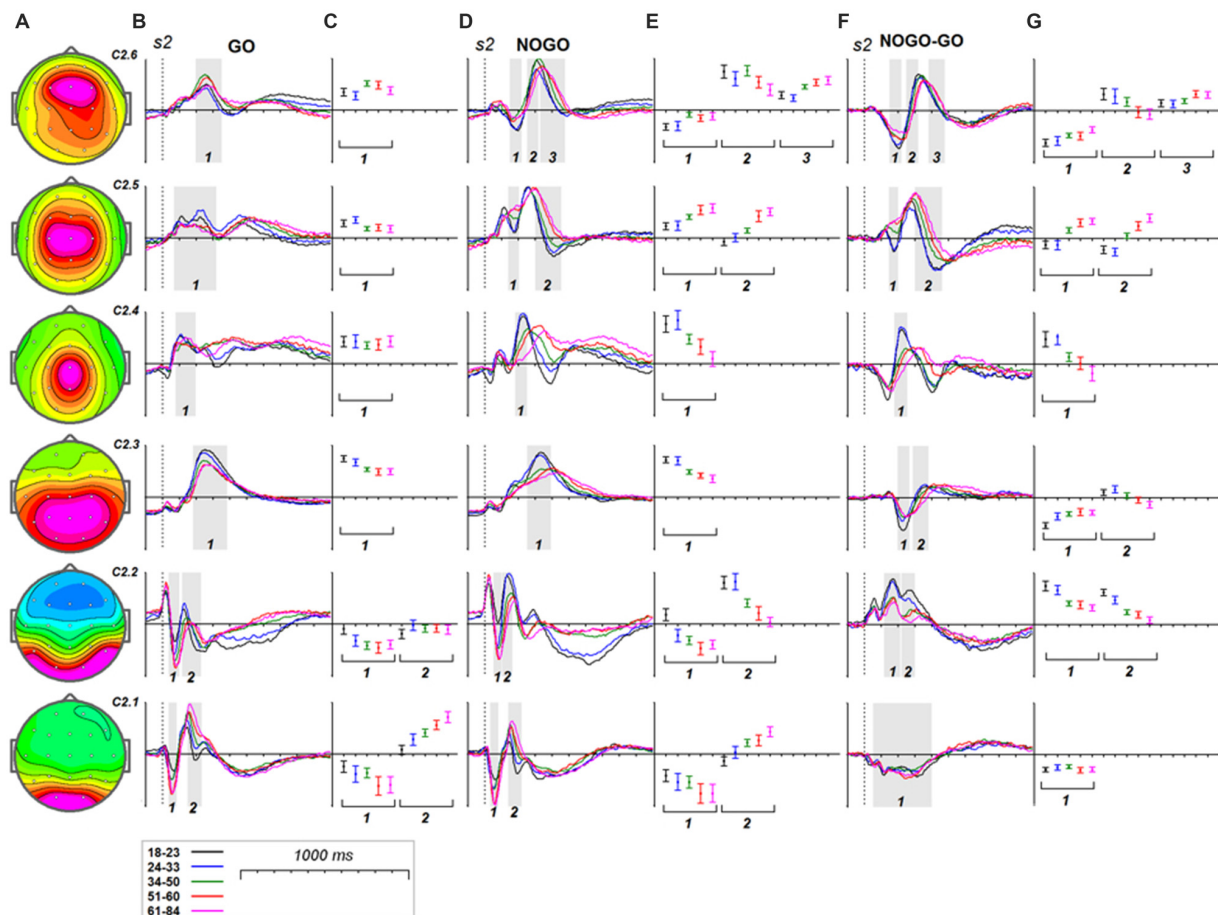 A B C D E F G
s2 GO s2 NOGO s2 NOGO-GO
C2.6
1 1 1 2 3 1 2 3 1 2 3 1 2 3
C2.5
1 1 1 2 1 2 1 2 1 2
C2.4
1 1 1 1 1 1
C2.3
1 1 1 1 1 2 1 2
C2.2
1 2 1 2 1 2 1 2 1 2 1 2
C2.1
1 2 1 2 1 2 1 2 1 1
18-23 1000 ms
24-33
34-50
51-60
61-84